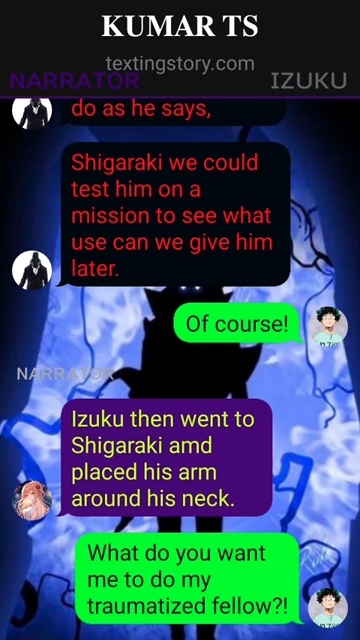 KUMAR TS
textingstory.com
NARRATOR
IZUKU
do as he says,
Shigaraki we could
test him on a
mission to see what
use can we give him
later.
Of course!
NARRATOR
Izuku then went to
Shigaraki amd
placed his arm
around his neck.
What do you want
me to do my
traumatized fellow?!